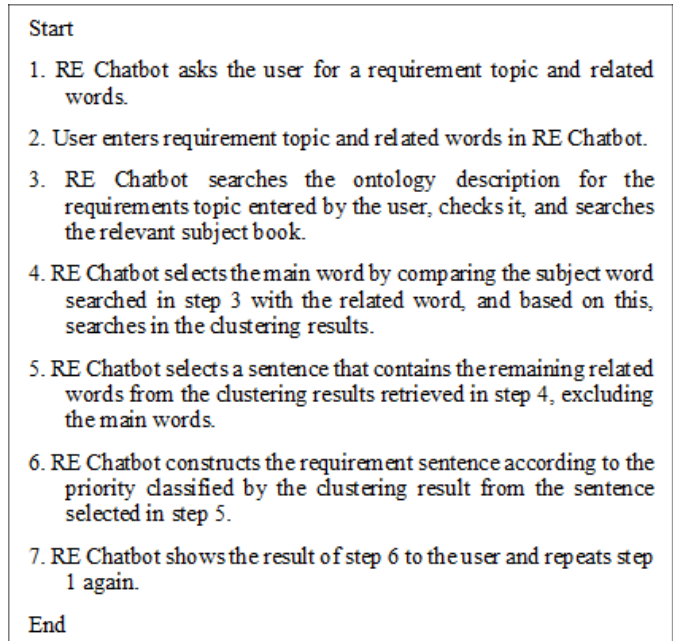 Start
1. RE Chatbot asks the user for a requirement topic and related
words.
2. User enters requirement topic and related words in RE Chatbot.
3. RE Chatbot searches the ontology description for the
requirements topic entered by the user, checks it, and searches
the relevant subject book.
4. RE Chatbot selects the main word by comparing the subject word
searched in step 3 with the related word, and based on this,
searches in the clustering results.
5. RE Chatbot selects a sentence that contains the remaining related
words from the clustering results retrieved in step 4, excluding
the main words.
6. RE Chatbot constructs the requirement sentence according to the
priority classified by the clustering result from the sentence
selected in step 5.
7. RE Chatbot shows the result of step 6 to the user and repeats step
1 again.
End